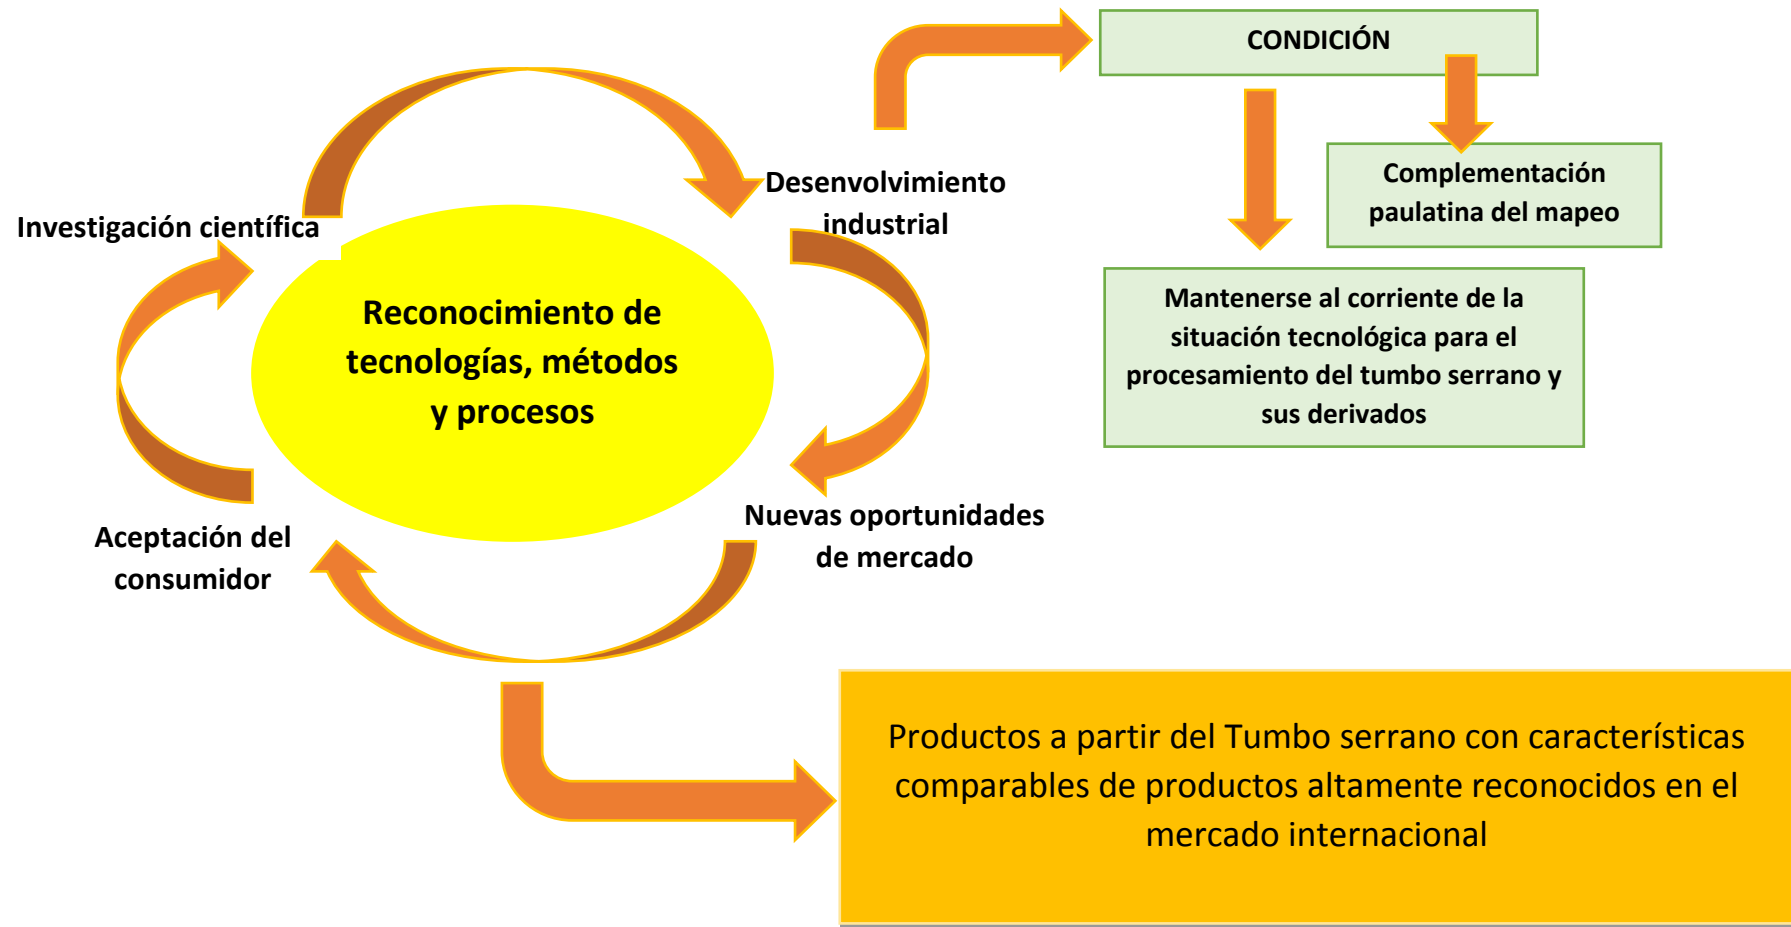 CONDICIÓN
Complementación
paulatina del mapeo
Desenvolvimiento
industrial
Investigación científica
Mantenerse al corriente de la
situación tecnológica para el
procesamiento del tumbo serrano y
sus derivados
Reconocimiento de
tecnologías, métodos
y procesos
Nuevas oportunidades
de mercado
Aceptación del
consumidor
Productos a partir del Tumbo serrano con características
comparables de productos altamente reconocidos en el
mercado internacional